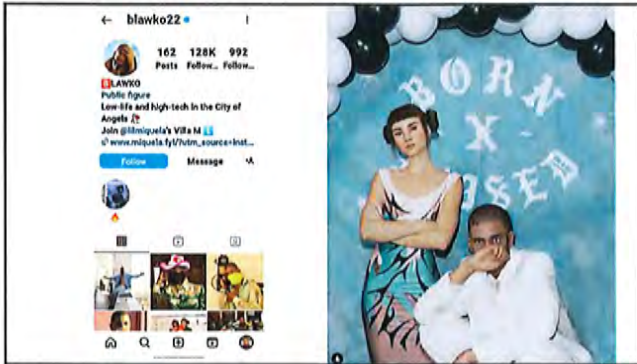 blawko22
162 128K 992
Posts Follow... Follow...
BLAWKO
Public figure
Low-life and high-tech in the City of
Angels
Join @lilmiquela's Villa M
www.miquela.fyi/?utm_source=inst...
Follow Message
BORN
X